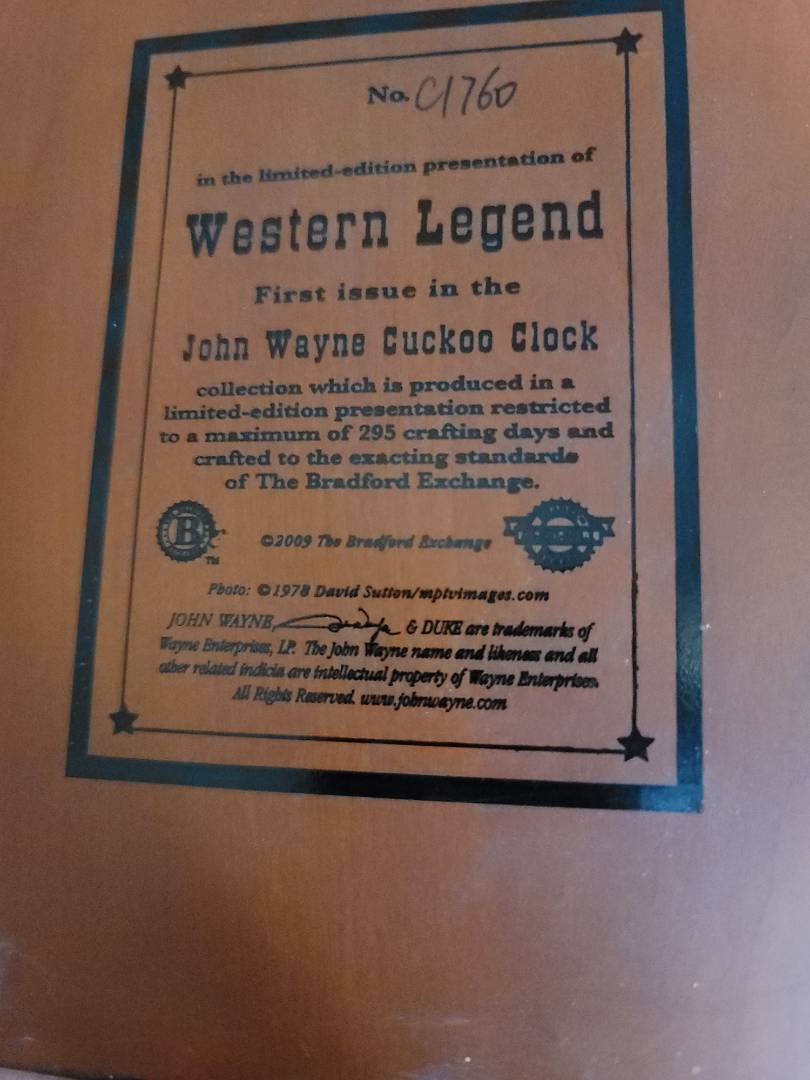 No. C1760
in the limited-edition presentation of
Western Legend
First issue in the
John Wayne Cuckoo Clock
collection which is produced in a
limited-edition presentation restricted
to a maximum of 295 crafting days and
crafted to the exacting standards
of The Bradford Exchange.
B
TM
©2009 The Bradford Exchange
Photo: ©1978 David Sutton/mptvimages.com
JOHN WAYNE, & DUKE are trademarks of
Wayne Enterprises, LP. The John Wayne name and likeness and all
other related indicia are intellectual property of Wayne Enterprises.
All Rights Reserved. www.johnwayne.com